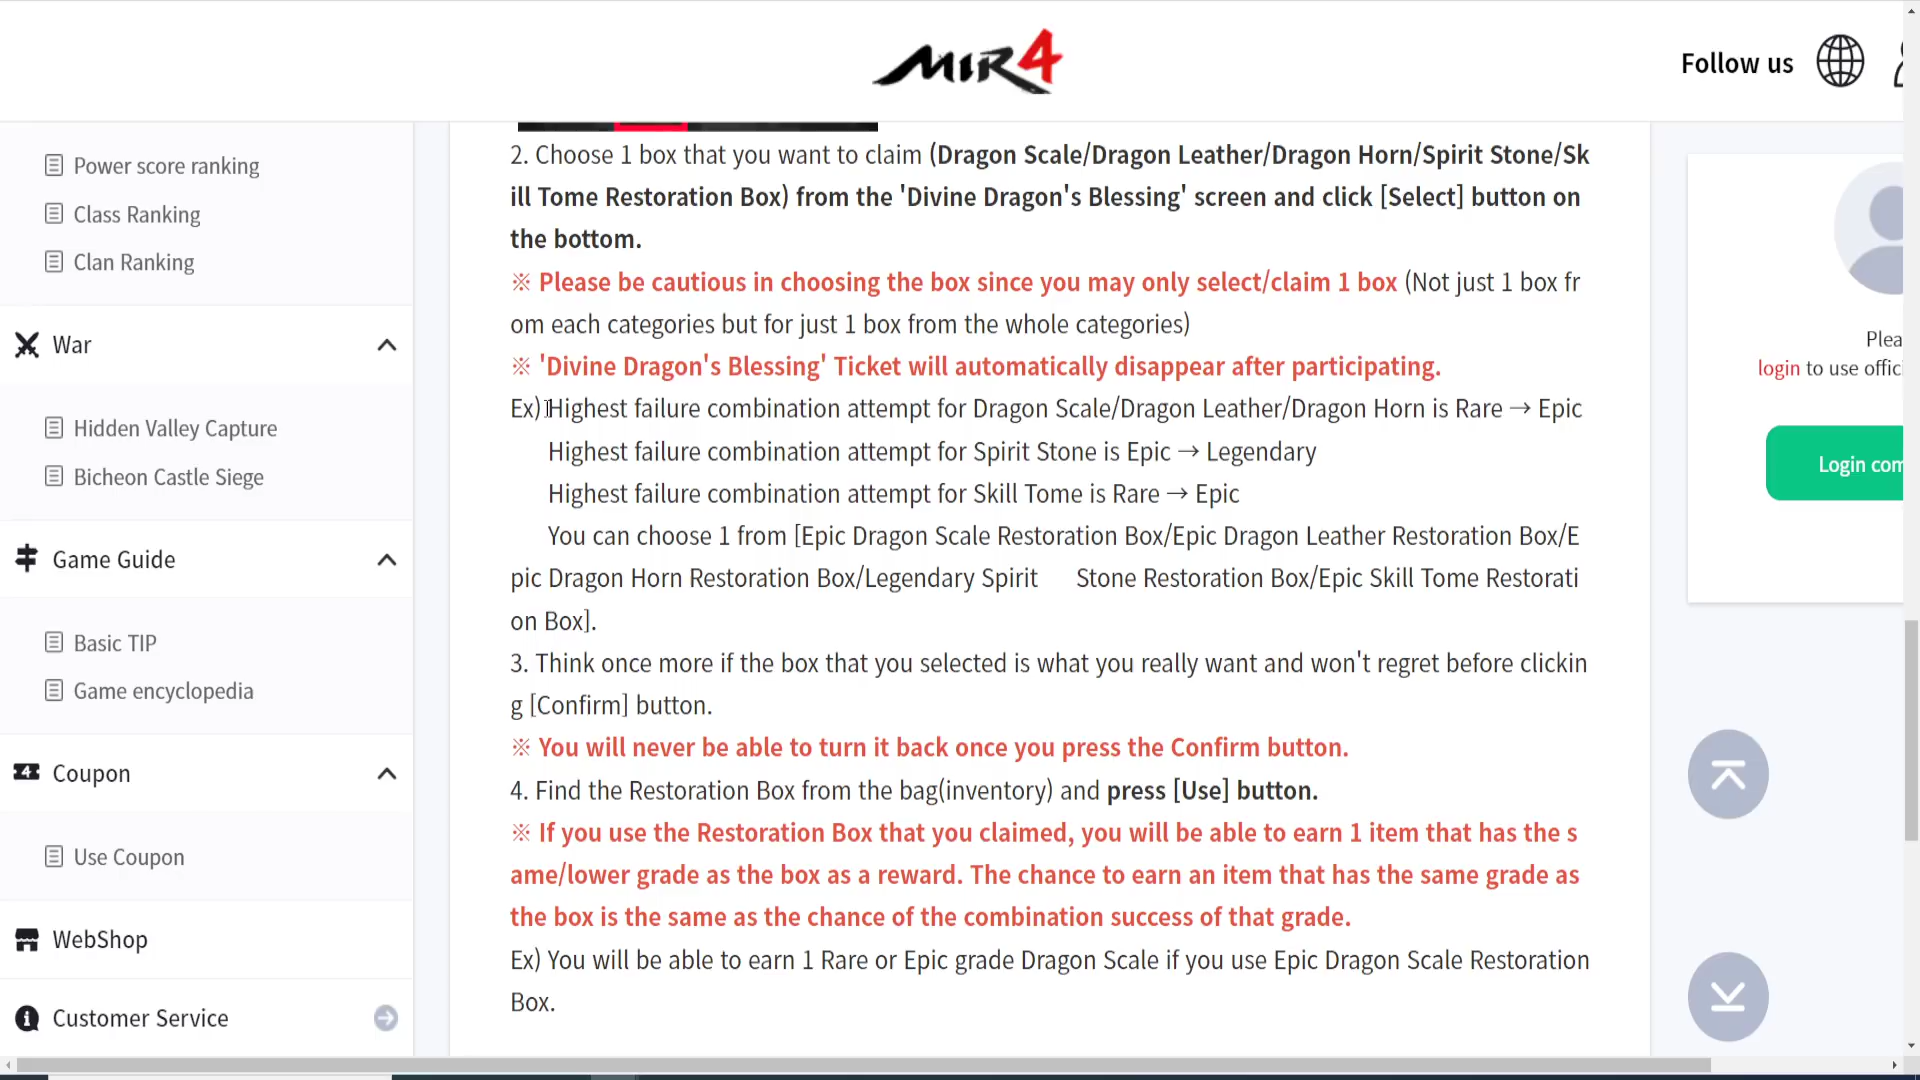 MIR4
Follow us
Power score ranking
Class Ranking
Clan Ranking
War
Hidden Valley Capture
Bicheon Castle Siege
Game Guide
Basic TIP
Game encyclopedia
Coupon
Use Coupon
WebShop
Customer Service
2. Choose 1 box that you want to claim (Dragon Scale/Dragon Leather/Dragon Horn/Spirit Stone/Sk
ill Tome Restoration Box) from the 'Divine Dragon's Blessing' screen and click [Select] button on
the bottom.
※ Please be cautious in choosing the box since you may only select/claim 1 box (Not just 1 box fr
om each categories but for just 1 box from the whole categories)
※ 'Divine Dragon's Blessing' Ticket will automatically disappear after participating.
Ex) Highest failure combination attempt for Dragon Scale/Dragon Leather/Dragon Horn is Rare → Epic
Highest failure combination attempt for Spirit Stone is Epic → Legendary
Highest failure combination attempt for Skill Tome is Rare → Epic
You can choose 1 from [Epic Dragon Scale Restoration Box/Epic Dragon Leather Restoration Box/E
pic Dragon Horn Restoration Box/Legendary Spirit Stone Restoration Box/Epic Skill Tome Restorati
on Box].
3. Think once more if the box that you selected is what you really want and won't regret before clickin
g [Confirm] button.
※ You will never be able to turn it back once you press the Confirm button.
4. Find the Restoration Box from the bag(inventory) and press [Use] button.
※ If you use the Restoration Box that you claimed, you will be able to earn 1 item that has the s
ame/lower grade as the box as a reward. The chance to earn an item that has the same grade as
the box is the same as the chance of the combination success of that grade.
Ex) You will be able to earn 1 Rare or Epic grade Dragon Scale if you use Epic Dragon Scale Restoration
Box.
Plea
login to use offic
Login com